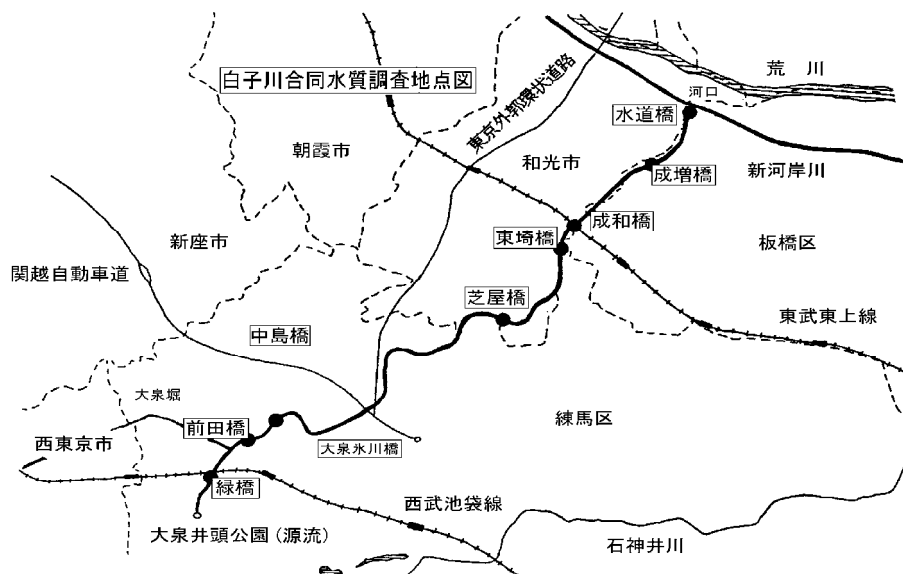 荒 川
白子川合同水質調査地点図
東京外郭環状道路
河口
水道橋
朝霞市
和光市
成増橋
新河岸川
成和橋
新座市
東埼橋
板橋区
関越自動車道
芝屋橋
中島橋
東武東上線
大泉堀
前田橋
練馬区
西東京市
大泉氷川橋
緑橋
西武池袋線
大泉井頭公園(源流)
石神井川